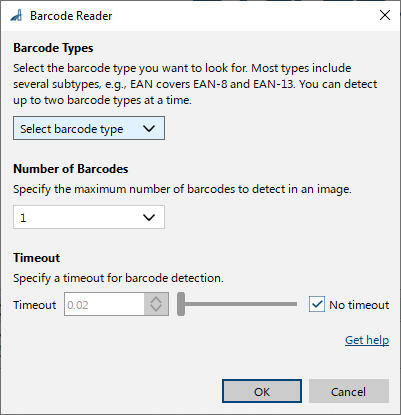 Barcode Reader
Barcode Types
Select the barcode type you want to look for. Most types include
several subtypes, e.g., EAN covers EAN-8 and EAN-13. You can detect
up to two barcode types at a time.
Select barcode type
Number of Barcodes
Specify the maximum number of barcodes to detect in an image.
1
Timeout
Specify a timeout for barcode detection.
Timeout 0.02 No timeout
Get help
OK Cancel